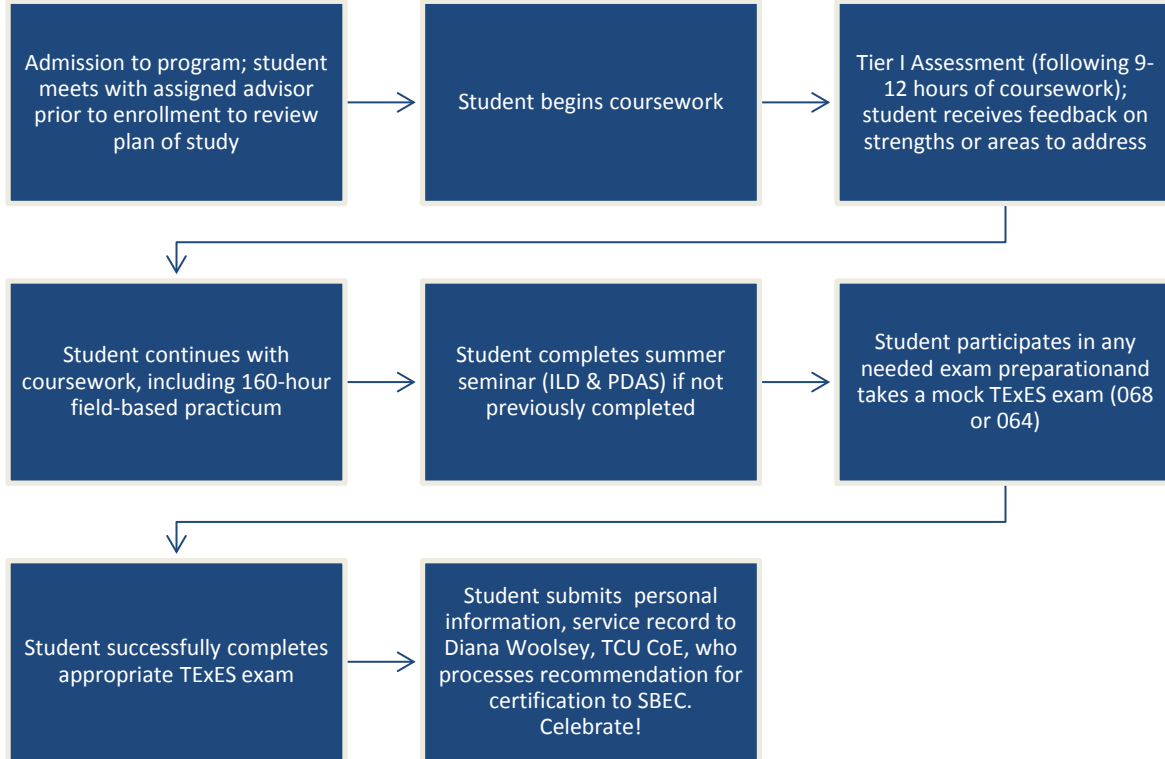 Admission to program; student
meets with assigned advisor
prior to enrollment to review
plan of study
Student begins coursework
Tier I Assessment (following 9-
12 hours of coursework);
student receives feedback on
strengths or areas to address
Student continues with
coursework, including 160-hour
field-based practicum
Student completes summer
seminar (ILD & PDAS) if not
previously completed
Student participates in any
needed exam preparationand
takes a mock TExES exam (068
or 064)
Student successfully completes
appropriate TExES exam
Student submits  personal
information, service record to
Diana Woolsey, TCU CoE, who
processes recommendation for
certification to SBEC.
Celebrate!